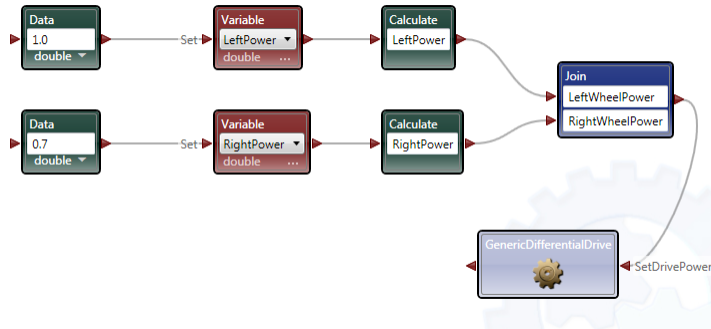 Data
1.0
double
Set
Variable
LeftPower
double ...
Calculate
LeftPower
Join
LeftWheelPower
RightWheelPower
Data
0.7
double
Set
Variable
RightPower
double ...
Calculate
RightPower
GenericDifferentialDrive
SetDrivePower